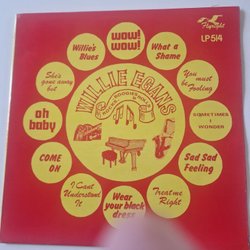 Flyright
LP 514
wow!
wow!
What a
Shame
You must
be
Fooling
SOMETIMES
I
WONDER
Sad Sad
Feeling
Treat me
Right
Wear
your black
dress
I Cant
Understand
It
COME
ON
oh
baby
She's
gone away
but
Willie's
Blues
WILLIE EGANS